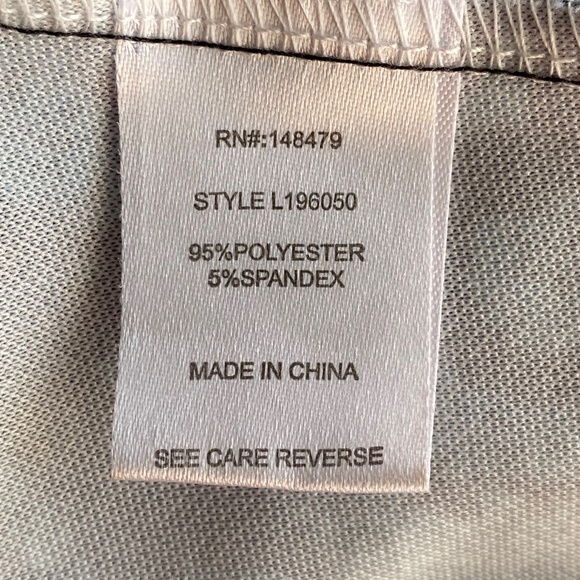 RN#:148479
STYLE L196050
95%POLYESTER
5%SPANDEX
MADE IN CHINA
SEE CARE REVERSE